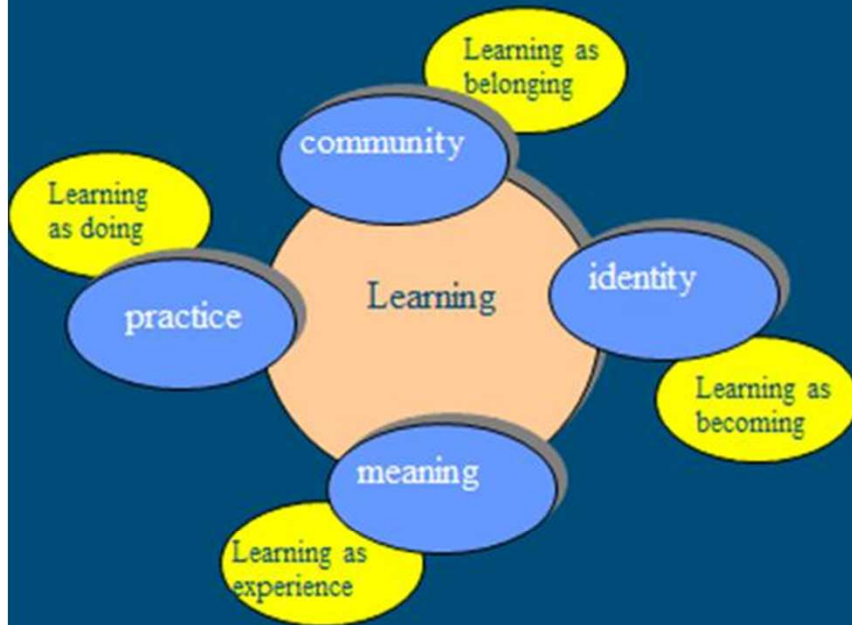 Learning as
belonging
community
Learning
as doing
identity
Learning
practice
Learning as
becoming
meaning
Learning as
experience